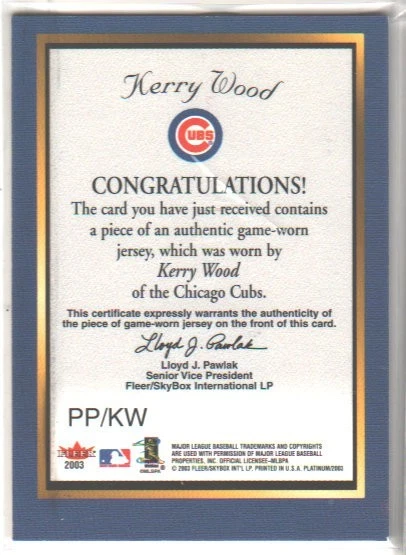 Kerry Wood
CUBS
CONGRATULATIONS!
The card you have just received contains
a piece of an authentic game-worn
jersey, which was worn by
Kerry Wood
of the Chicago Cubs.
This certificate expressly warrants the authenticity of
the piece of game-worn jersey on the front of this card.
Lloyd J. Pawlak
Lloyd J. Pawlak
Senior Vice President
Fleer/SkyBox International LP
PP/KW
FLEER
2003
©MLBPA
MAJOR LEAGUE BASEBALL TRADEMARKS AND COPYRIGHTS
ARE USED WITH PERMISSION OF MAJOR LEAGUE BASEBALL
PROPERTIES, INC. OFFICIAL LICENSEE–MLBPA
© 2003 FLEER/SKYBOX INT'L LP. PRINTED IN U.S.A. PLATINUM/2003